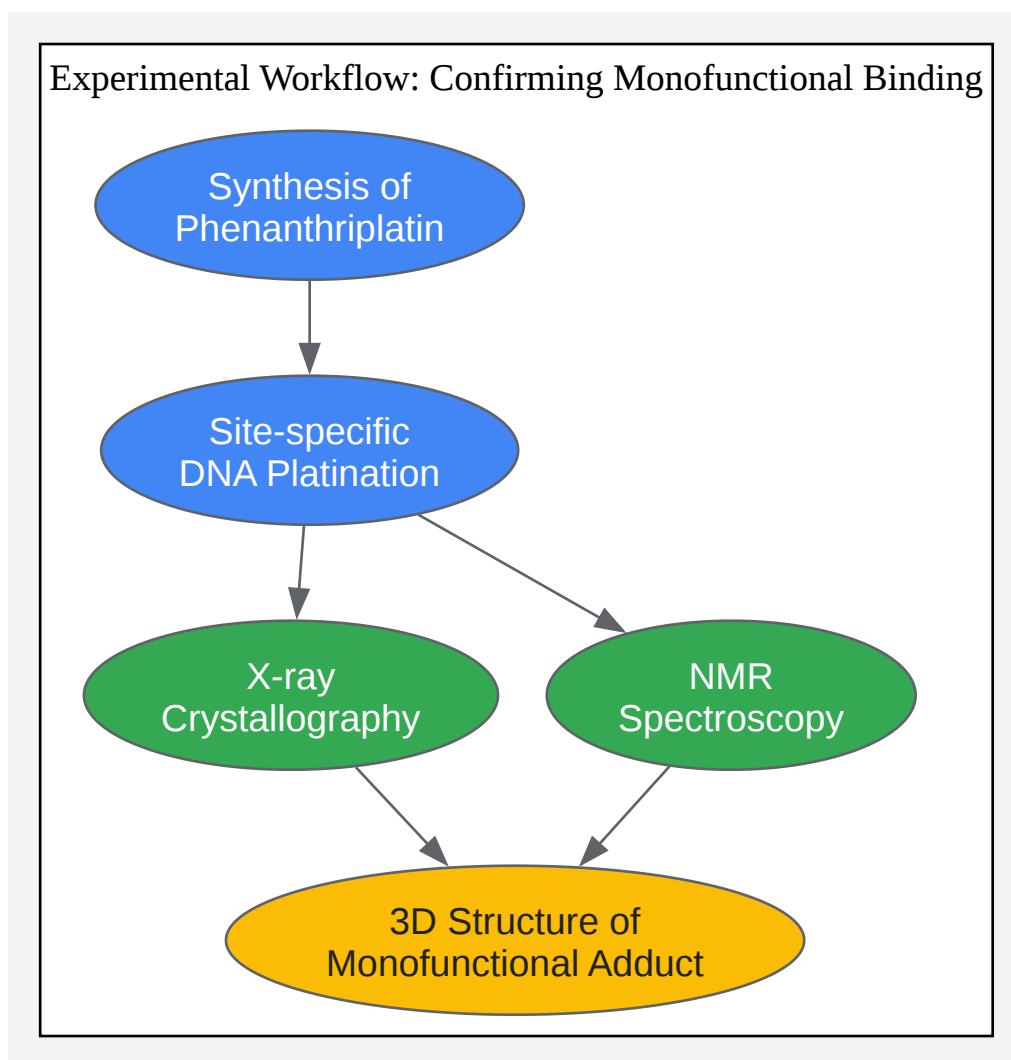 Experimental Workflow: Confirming Monofunctional Binding
Synthesis of
Phenanthriplatin
Site-specific
DNA Platination
X-ray
Crystallography
NMR
Spectroscopy
3D Structure of
Monofunctional Adduct